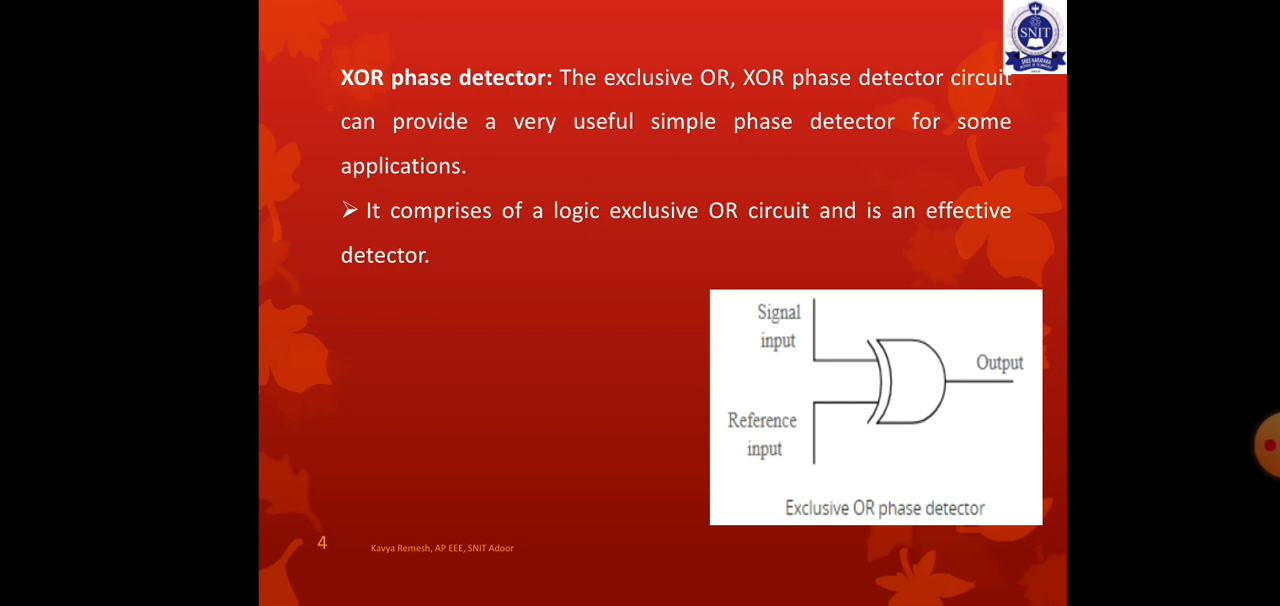 SNIT
XOR phase detector: The exclusive OR, XOR phase detector circuit
can provide a very useful simple phase detector for some
applications.
➢ It comprises of a logic exclusive OR circuit and is an effective
detector.
Signal
input
Output
Reference
input
Exclusive OR phase detector
4
Kavya Remesh, AP EEE, SNIT Adoor